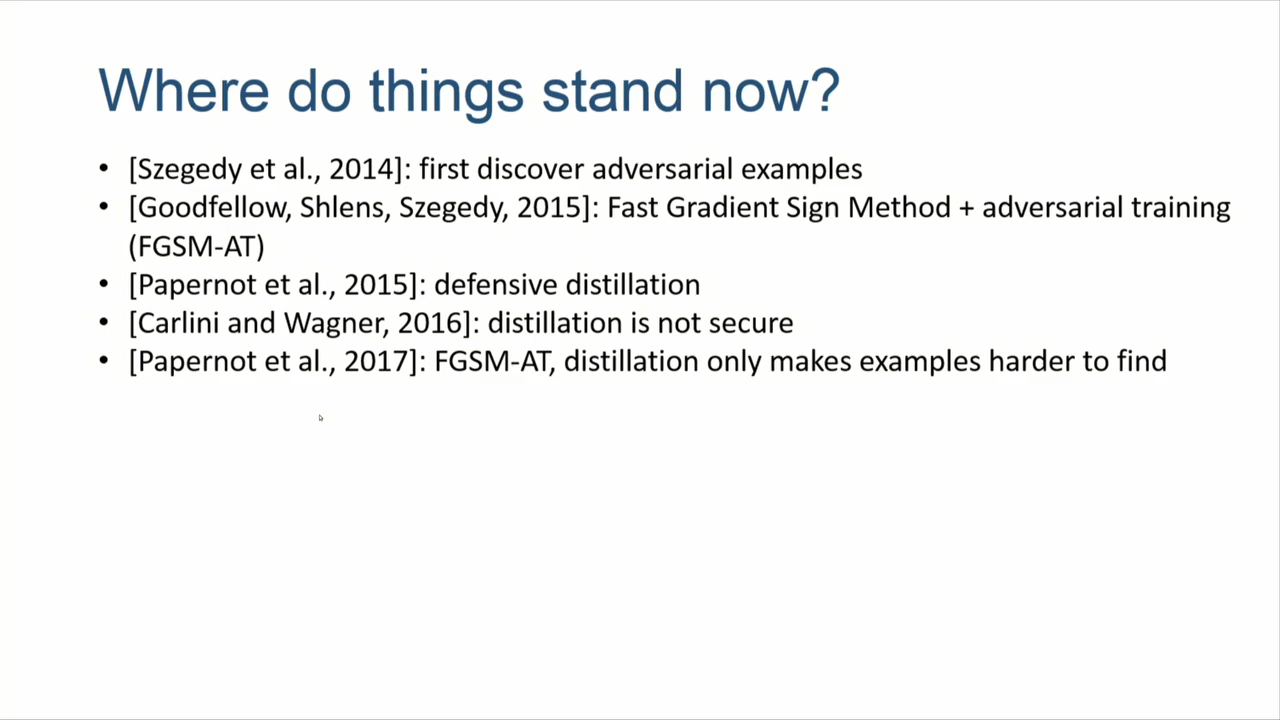 Where do things stand now?
• [Szegedy et al., 2014]: first discover adversarial examples
• [Goodfellow, Shlens, Szegedy, 2015]: Fast Gradient Sign Method + adversarial training
(FGSM-AT)
• [Papernot et al., 2015]: defensive distillation
• [Carlini and Wagner, 2016]: distillation is not secure
• [Papernot et al., 2017]: FGSM-AT, distillation only makes examples harder to find